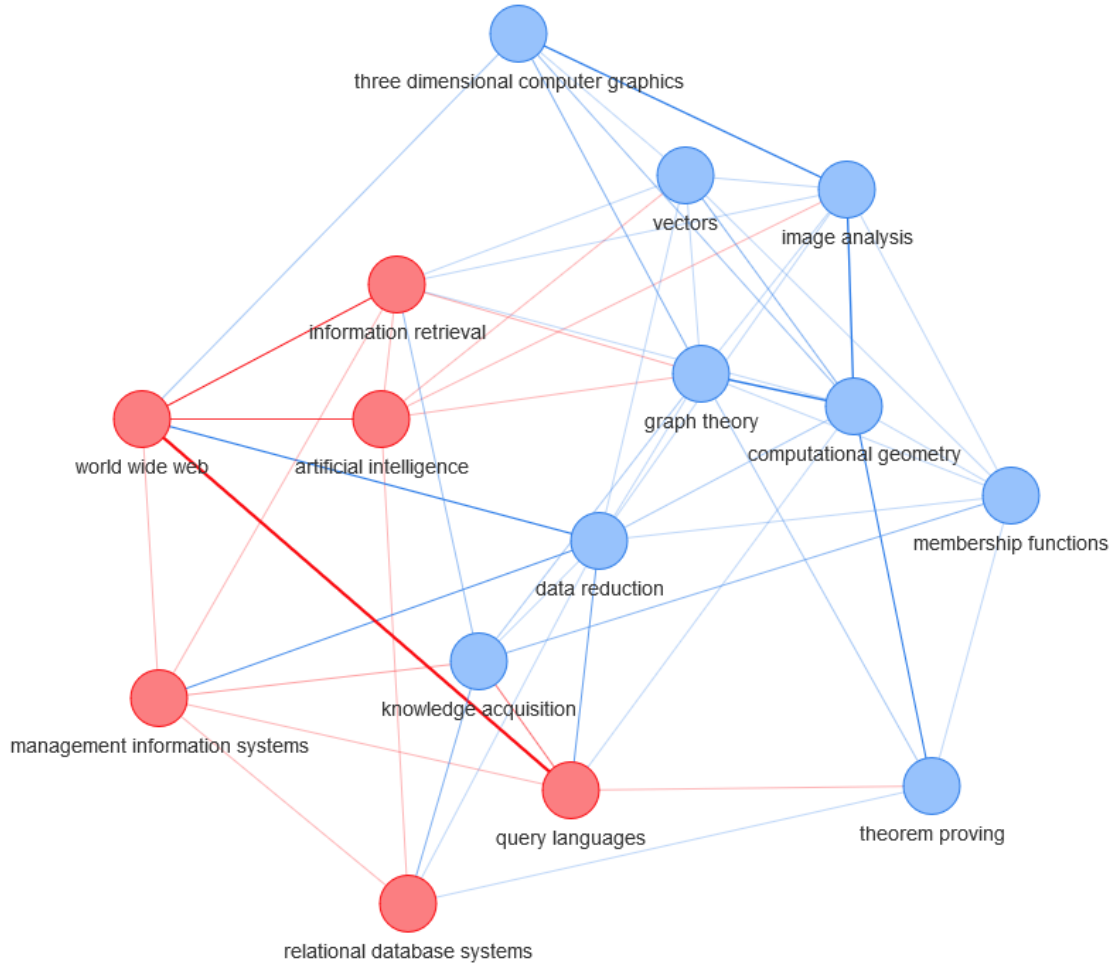 three dimensional computer graphics
vectors
image analysis
information retrieval
graph theory
computational geometry
world wide web
artificial intelligence
membership functions
data reduction
knowledge acquisition
management information systems
query languages
theorem proving
relational database systems